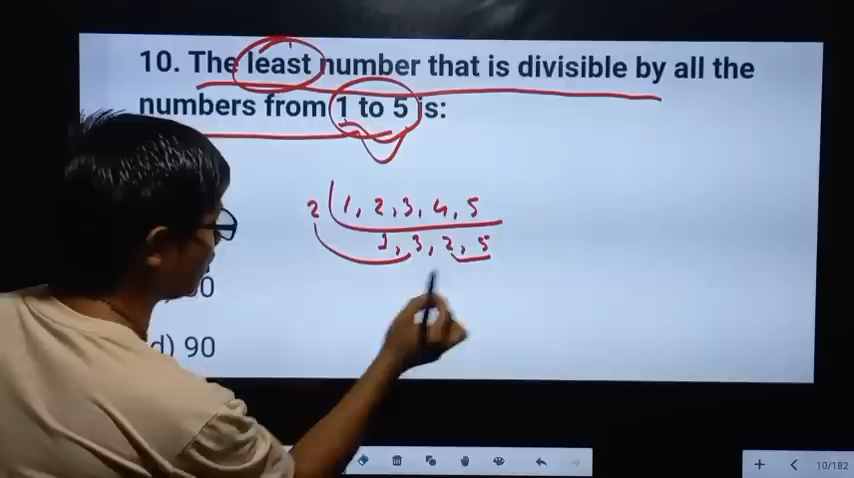 10. The least number that is divisible by all the
numbers from 1 to 5 is:
2 1, 2, 3, 4, 5
1, 3, 2, 5
0
d) 90
10/182